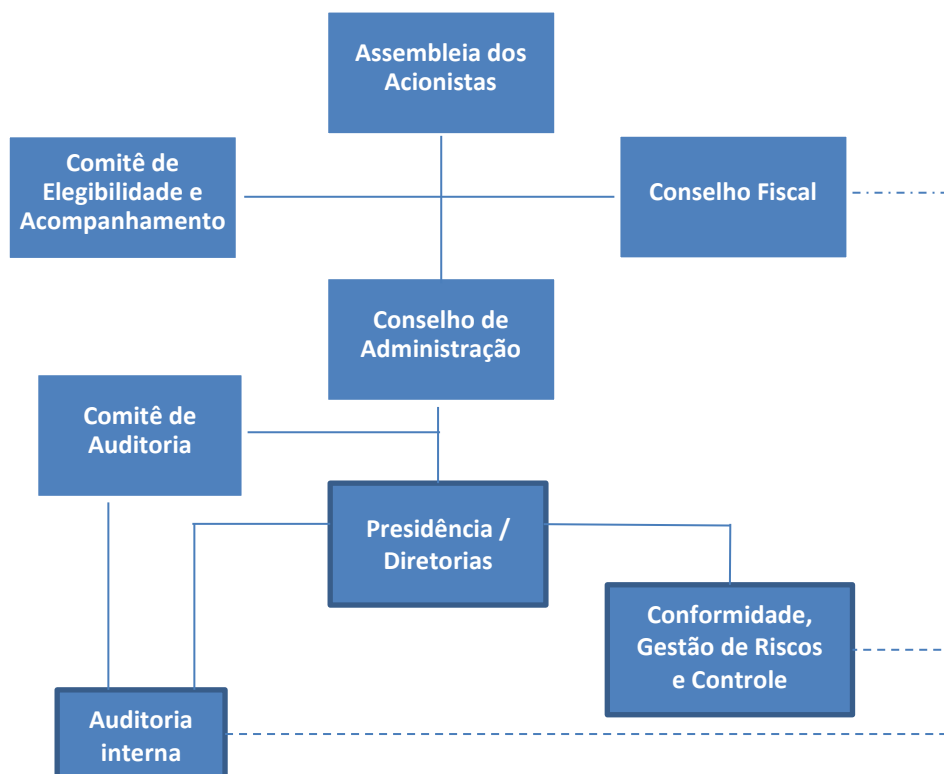 Assembleia dos
Acionistas
Comitê de
Elegibilidade e
Acompanhamento
Conselho Fiscal
Conselho de
Administração
Comitê de
Auditoria
Presidência /
Diretorias
Conformidade,
Gestão de Riscos
e Controle
Auditoria
interna